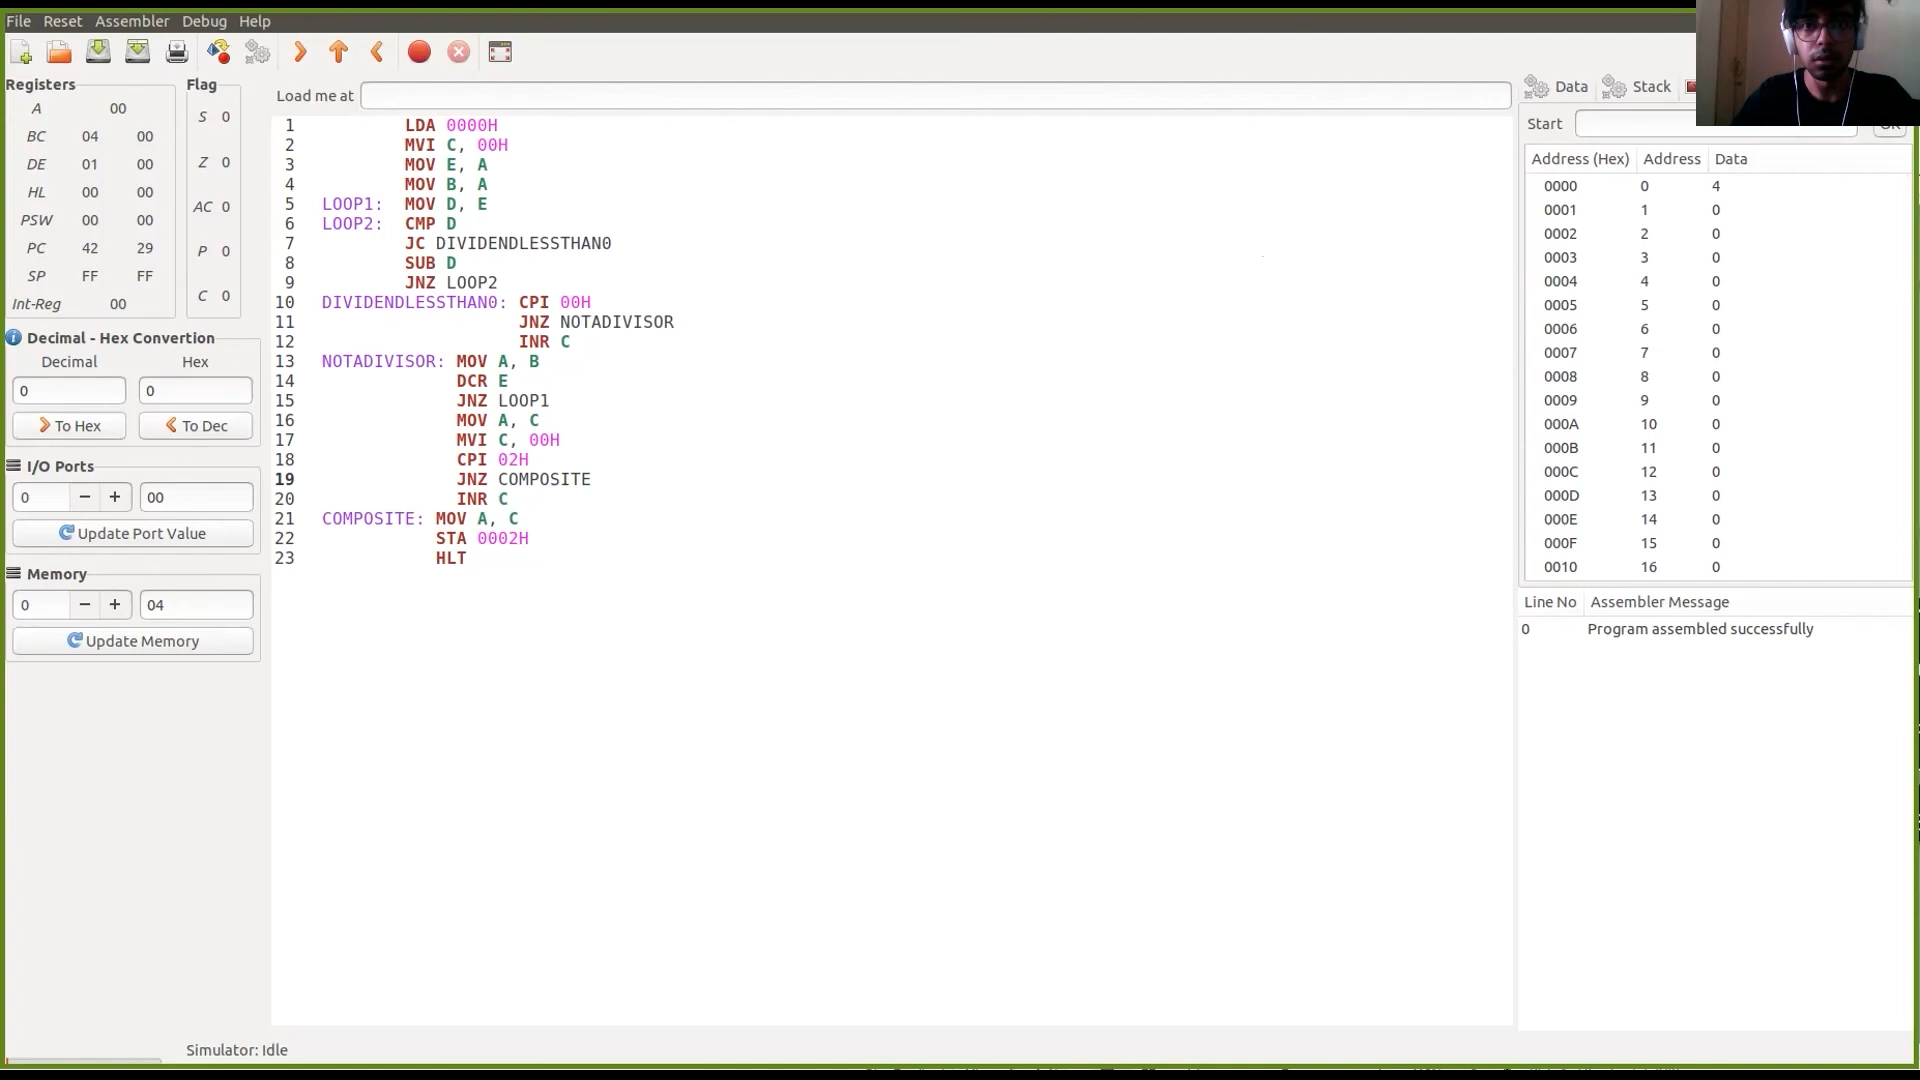 File Reset Assembler Debug Help
Registers
A 00
BC 04 00
DE 01 00
HL 00 00
PSW 00 00
PC 42 29
SP FF FF
Int-Reg 00
Flag
S 0
Z 0
AC 0
P 0
C 0
Decimal - Hex Convertion
Decimal Hex
0 0
To Hex To Dec
I/O Ports
0 − + 00
Update Port Value
Memory
0 − + 04
Update Memory
Load me at
1 LDA 0000H
2 MVI C, 00H
3 MOV E, A
4 MOV B, A
5 LOOP1: MOV D, E
6 LOOP2: CMP D
7 JC DIVIDENDLESSTHAN0
8 SUB D
9 JNZ LOOP2
10 DIVIDENDLESSTHAN0: CPI 00H
11 JNZ NOTADIVISOR
12 INR C
13 NOTADIVISOR: MOV A, B
14 DCR E
15 JNZ LOOP1
16 MOV A, C
17 MVI C, 00H
18 CPI 02H
19 JNZ COMPOSITE
20 INR C
21 COMPOSITE: MOV A, C
22 STA 0002H
23 HLT
Data Stack
Start
Address (Hex) Address Data
0000 0 4
0001 1 0
0002 2 0
0003 3 0
0004 4 0
0005 5 0
0006 6 0
0007 7 0
0008 8 0
0009 9 0
000A 10 0
000B 11 0
000C 12 0
000D 13 0
000E 14 0
000F 15 0
0010 16 0
Line No Assembler Message
0 Program assembled successfully
Simulator: Idle